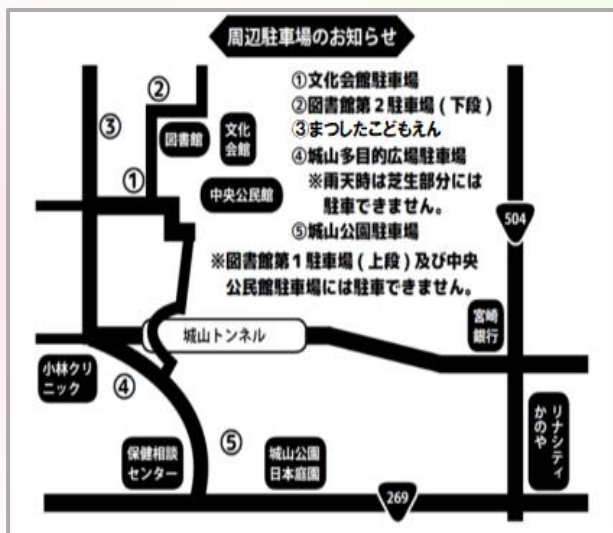 周辺駐車場のお知らせ
①文化会館駐車場
②図書館第2駐車場(下段)
③まつしたこどもえん
④城山多目的広場駐車場
※雨天時は芝生部分には
駐車できません。
⑤城山公園駐車場
※図書館第1駐車場(上段)及び中央
公民館駐車場には駐車できません。
②
③
図書館
文化
会館
①
中央公民館
504
城山トンネル
宮崎
銀行
小林クリ
ニック
④
リナシティ
かのや
保健相談
センター
⑤
城山公園
日本庭園
269